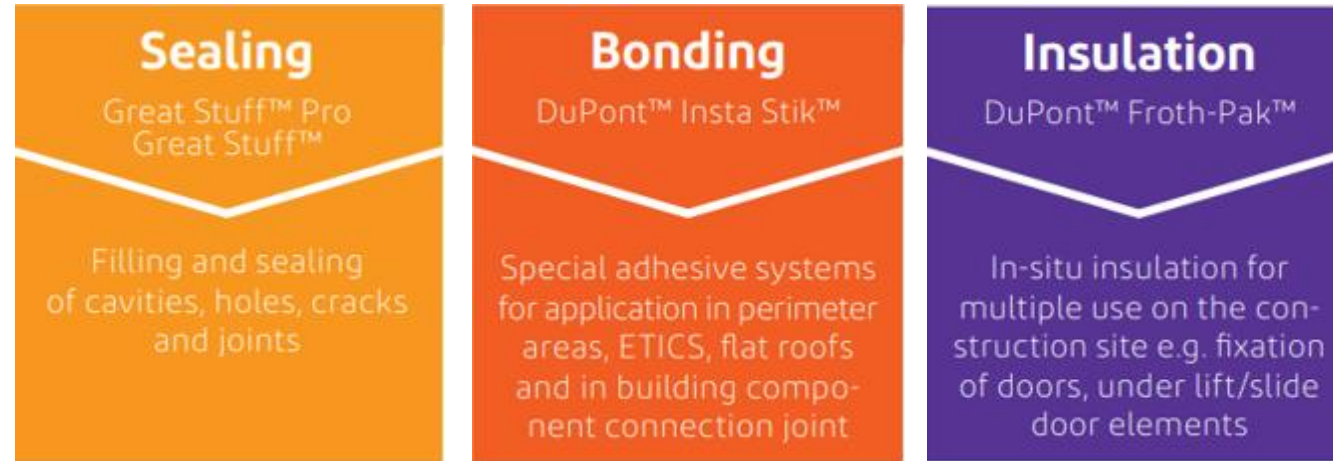 Sealing
Great Stuff™ Pro
Great Stuff™
Filling and sealing
of cavities, holes, cracks
and joints
Bonding
DuPont™ Insta Stik™
Special adhesive systems
for application in perimeter
areas, ETICS, flat roofs
and in building compo-
nent connection joint
Insulation
DuPont™ Froth-Pak™
In-situ insulation for
multiple use on the con-
struction site e.g. fixation
of doors, under lift/slide
door elements